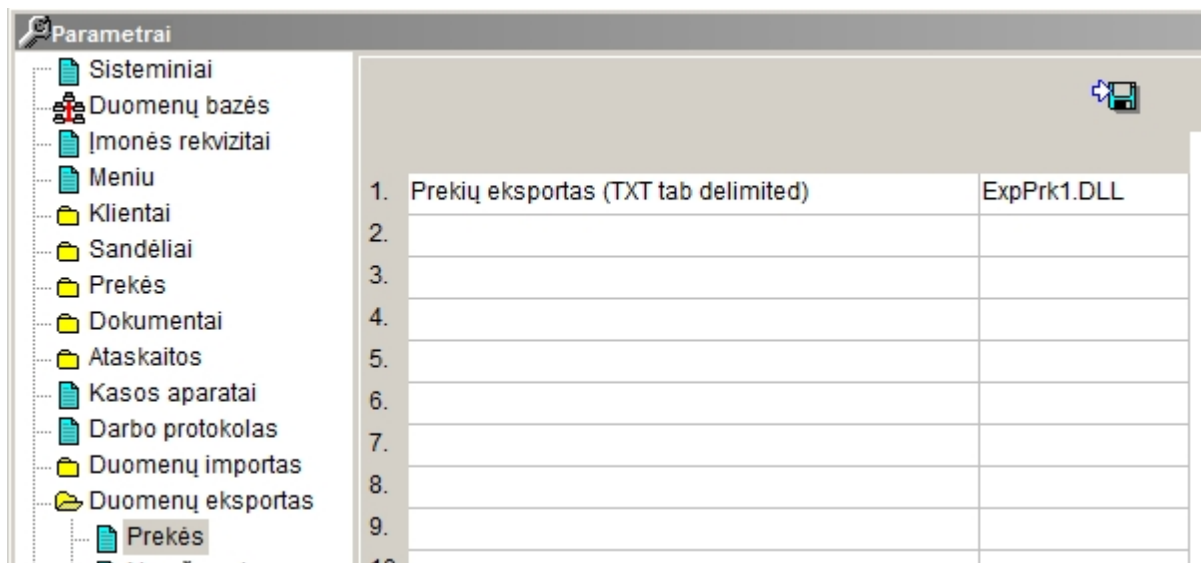 Parametrai
Sisteminiai
Duomenų bazės
Įmonės rekvizitai
Meniu
Klientai
Sandėliai
Prekės
Dokumentai
Ataskaitos
Kasos aparatai
Darbo protokolas
Duomenų importas
Duomenų eksportas
Prekės
1. Prekių eksportas (TXT tab delimited) ExpPrk1.DLL
2.
3.
4.
5.
6.
7.
8.
9.